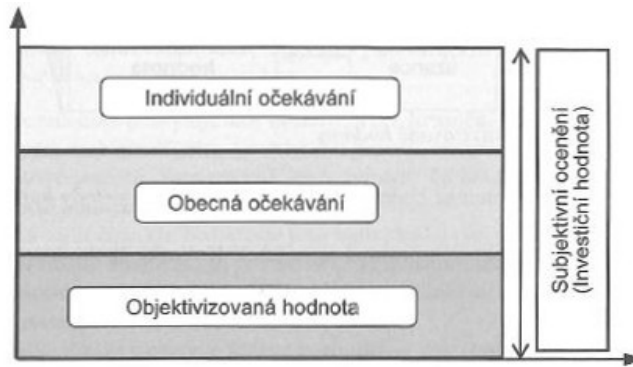 Individuální očekávání
Obecná očekávání
Objektivizovaná hodnota
Subjektivní ocenění
(Investiční hodnota)